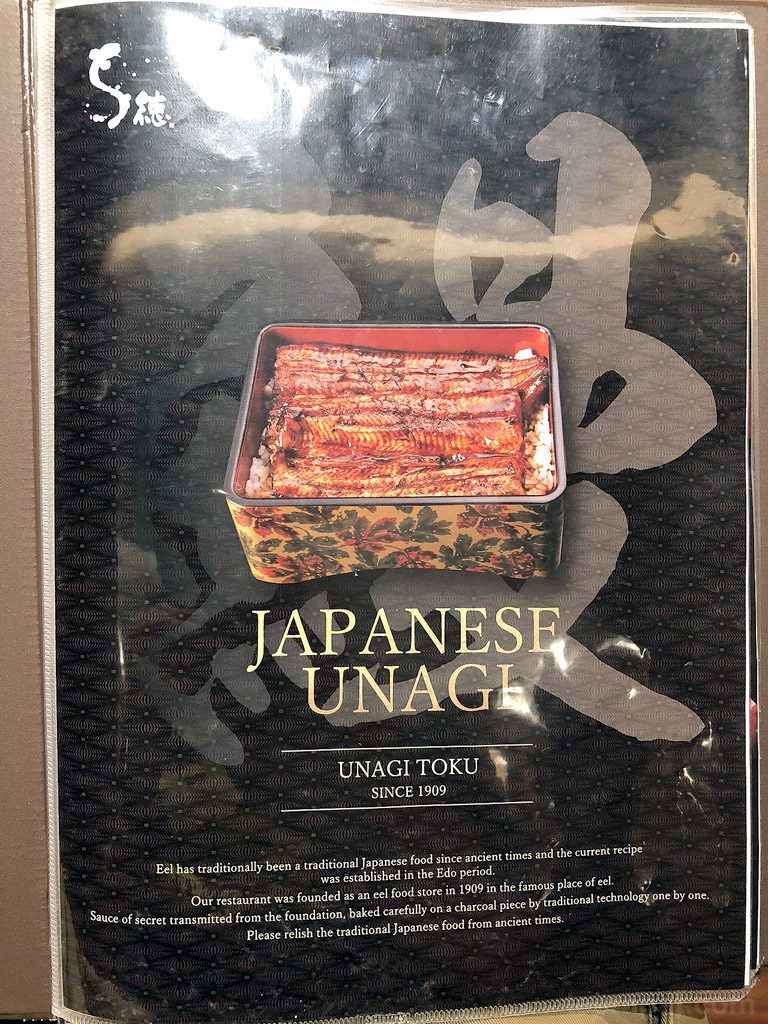 う徳
JAPANESE
UNAGI
UNAGI TOKU
SINCE 1909
Eel has traditionally been a traditional Japanese food since ancient times and the current recipe
was established in the Edo period.
Our restaurant was founded as an eel food store in 1909 in the famous place of eel.
Sauce of secret transmitted from the foundation, baked carefully on a charcoal piece by traditional technology one by one.
Please relish the traditional Japanese food from ancient times.